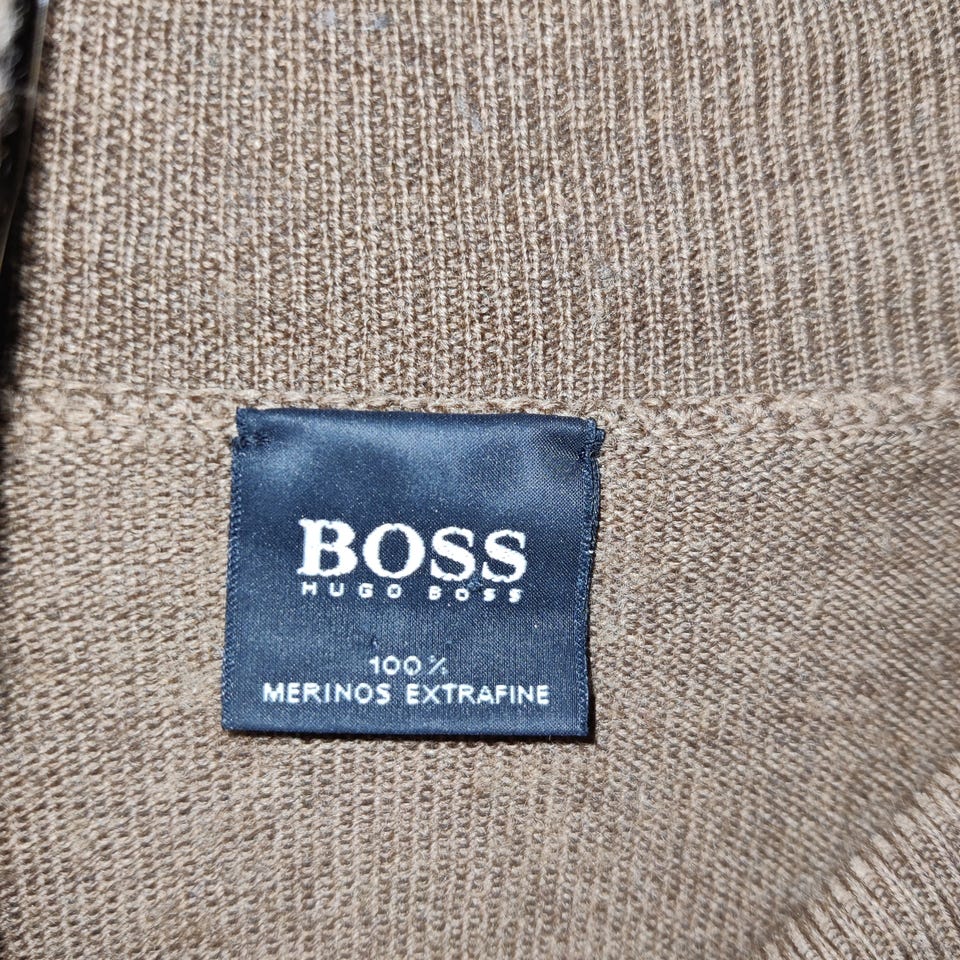 BOSS
HUGO BOSS
100%
MERINOS EXTRAFINE